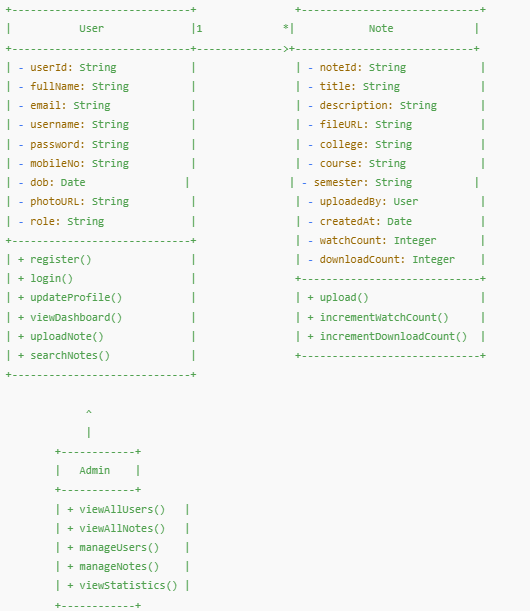 +-----------------------------+                 +-----------------------------+
|           User              |1             *|            Note             |
+-----------------------------+-------------->+-----------------------------+
| - userId: String            |                | - noteId: String            |
| - fullName: String          |                | - title: String             |
| - email: String             |                | - description: String       |
| - username: String          |                | - fileURL: String           |
| - password: String          |                | - college: String           |
| - mobileNo: String          |                | - course: String            |
| - dob: Date                |                | - semester: String          |
| - photoURL: String          |                | - uploadedBy: User          |
| - role: String              |                | - createdAt: Date           |
+-----------------------------+                | - watchCount: Integer       |
| + register()                |                | - downloadCount: Integer    |
| + login()                   |                +-----------------------------+
| + updateProfile()           |                | + upload()                  |
| + viewDashboard()           |                | + incrementWatchCount()     |
| + uploadNote()              |                | + incrementDownloadCount()  |
| + searchNotes()             |                +-----------------------------+
+-----------------------------+
             ^
             |
        +------------+
        |   Admin    |
        +------------+
        | + viewAllUsers()   |
        | + viewAllNotes()   |
        | + manageUsers()    |
        | + manageNotes()    |
        | + viewStatistics() |
        +------------+